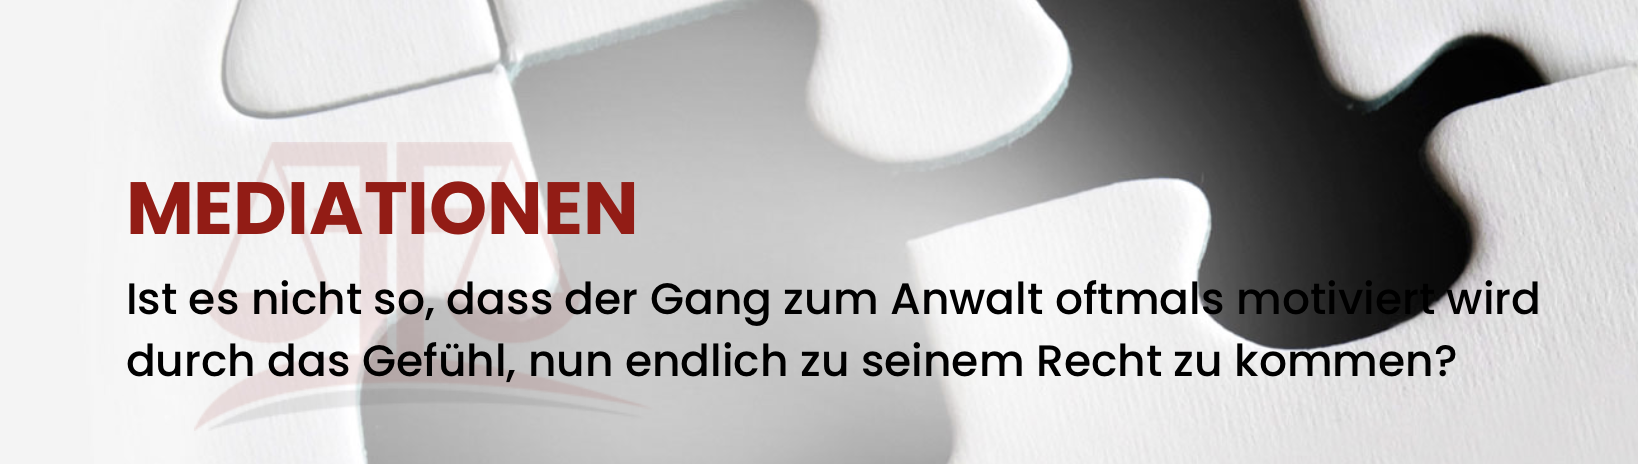 MEDIATIONEN
Ist es nicht so, dass der Gang zum Anwalt oftmals motiviert wird
durch das Gefühl, nun endlich zu seinem Recht zu kommen?